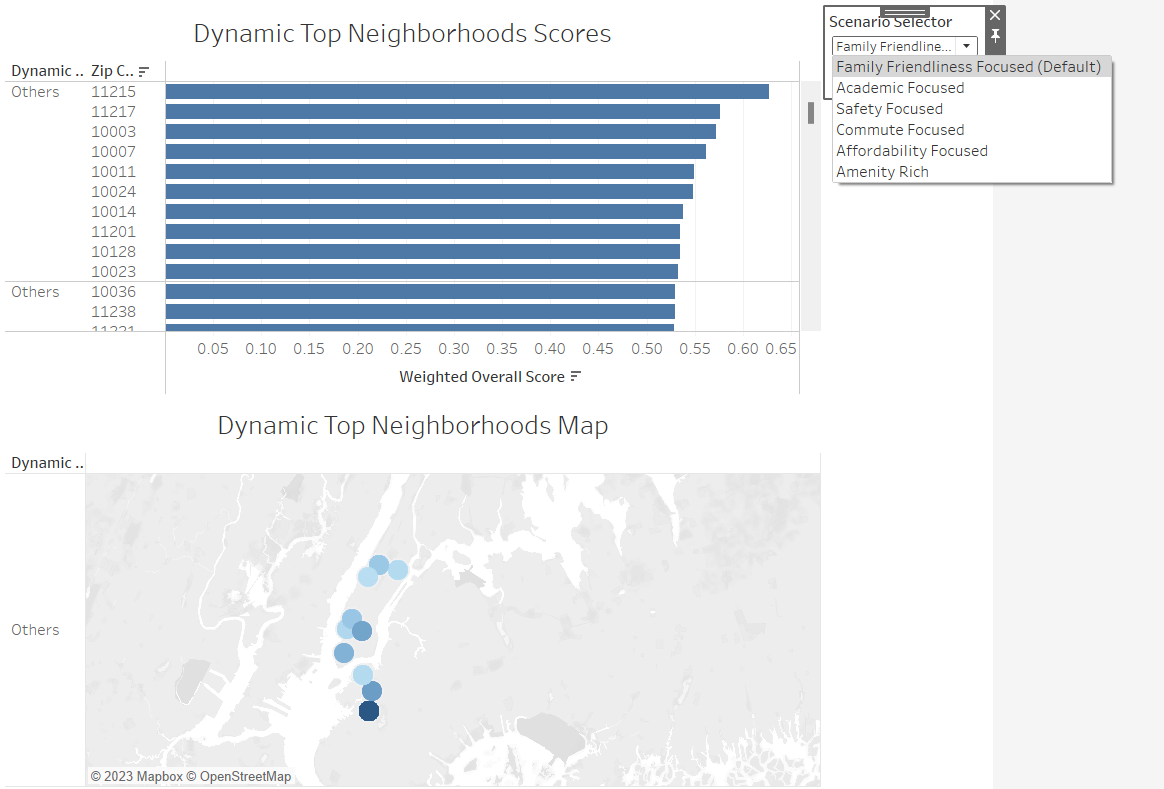 Dynamic Top Neighborhoods Scores
Scenario Selector
Family Friendline...
Family Friendliness Focused (Default)
Academic Focused
Safety Focused
Commute Focused
Affordability Focused
Amenity Rich
Dynamic .. Zip C..
Others 11215
11217
10003
10007
10011
10024
10014
11201
10128
10023
Others 10036
11238
11231
0.05 0.10 0.15 0.20 0.25 0.30 0.35 0.40 0.45 0.50 0.55 0.60 0.65
Weighted Overall Score
Dynamic Top Neighborhoods Map
Dynamic ..
Others
© 2023 Mapbox © OpenStreetMap